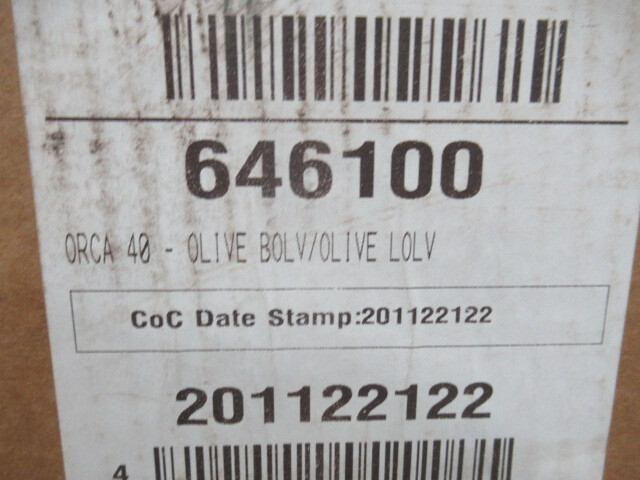 646100
ORCA 40 - OLIVE BOLV/OLIVE LOLV
CoC Date Stamp:201122122
201122122
4